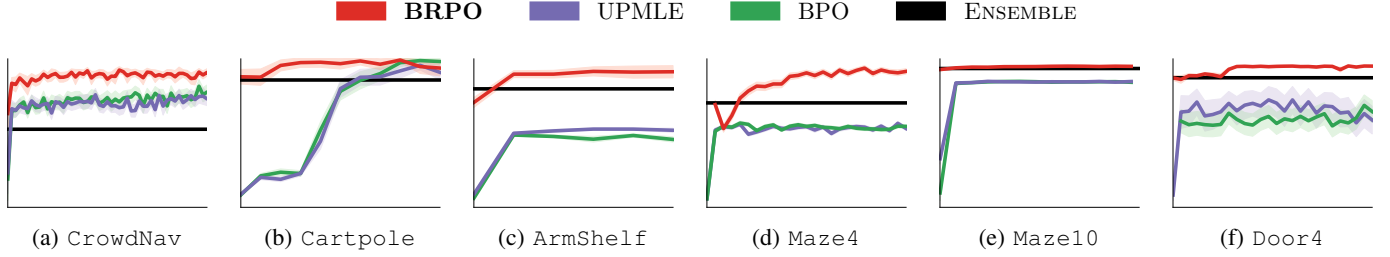 BRPO UPMLE BPO ENSEMBLE
(a) CrowdNav (b) Cartpole (c) ArmShelf (d) Maze4 (e) Maze10 (f) Door4